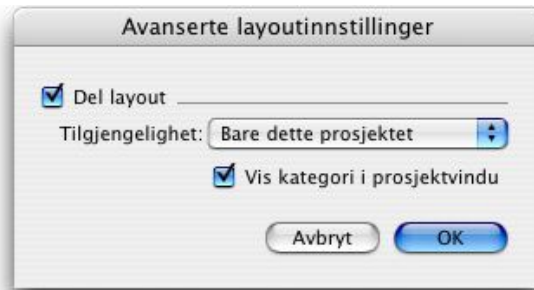 Avanserte layoutinnstillinger
Del layout
Tilgjengelighet: Bare dette prosjektet
Vis kategori i prosjektvindu
Avbryt OK